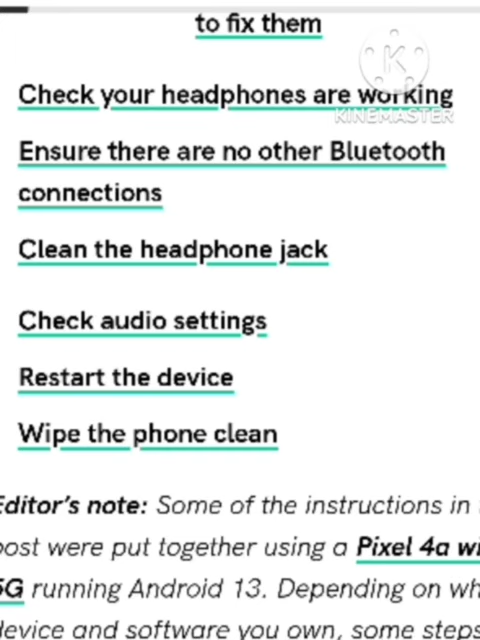 to fix them
K
Check your headphones are working
KINEMASTER
Ensure there are no other Bluetooth
connections
Clean the headphone jack
Check audio settings
Restart the device
Wipe the phone clean
Editor's note: Some of the instructions in
post were put together using a Pixel 4a
5G running Android 13. Depending on
device and software you own, some steps